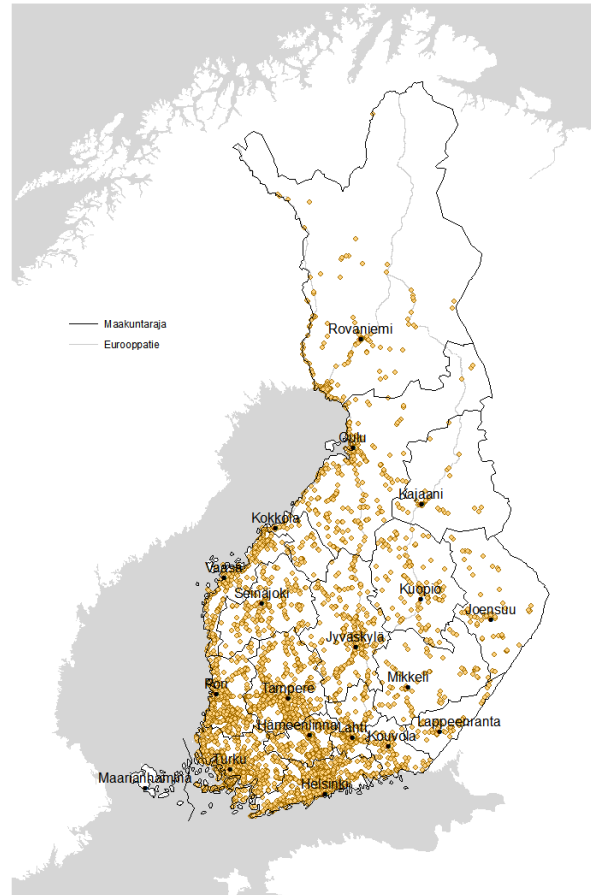 Maakuntaraja
Eurooppatie
Rovaniemi
Oulu
Kajaani
Kokkola
Vaasa
Seinäjoki
Kuopio
Joensuu
Jyväskylä
Mikkeli
Pori
Tampere
Hämeenlinna
Lahti
Kouvola
Lappeenranta
Turku
Maarianhamina
Helsinki